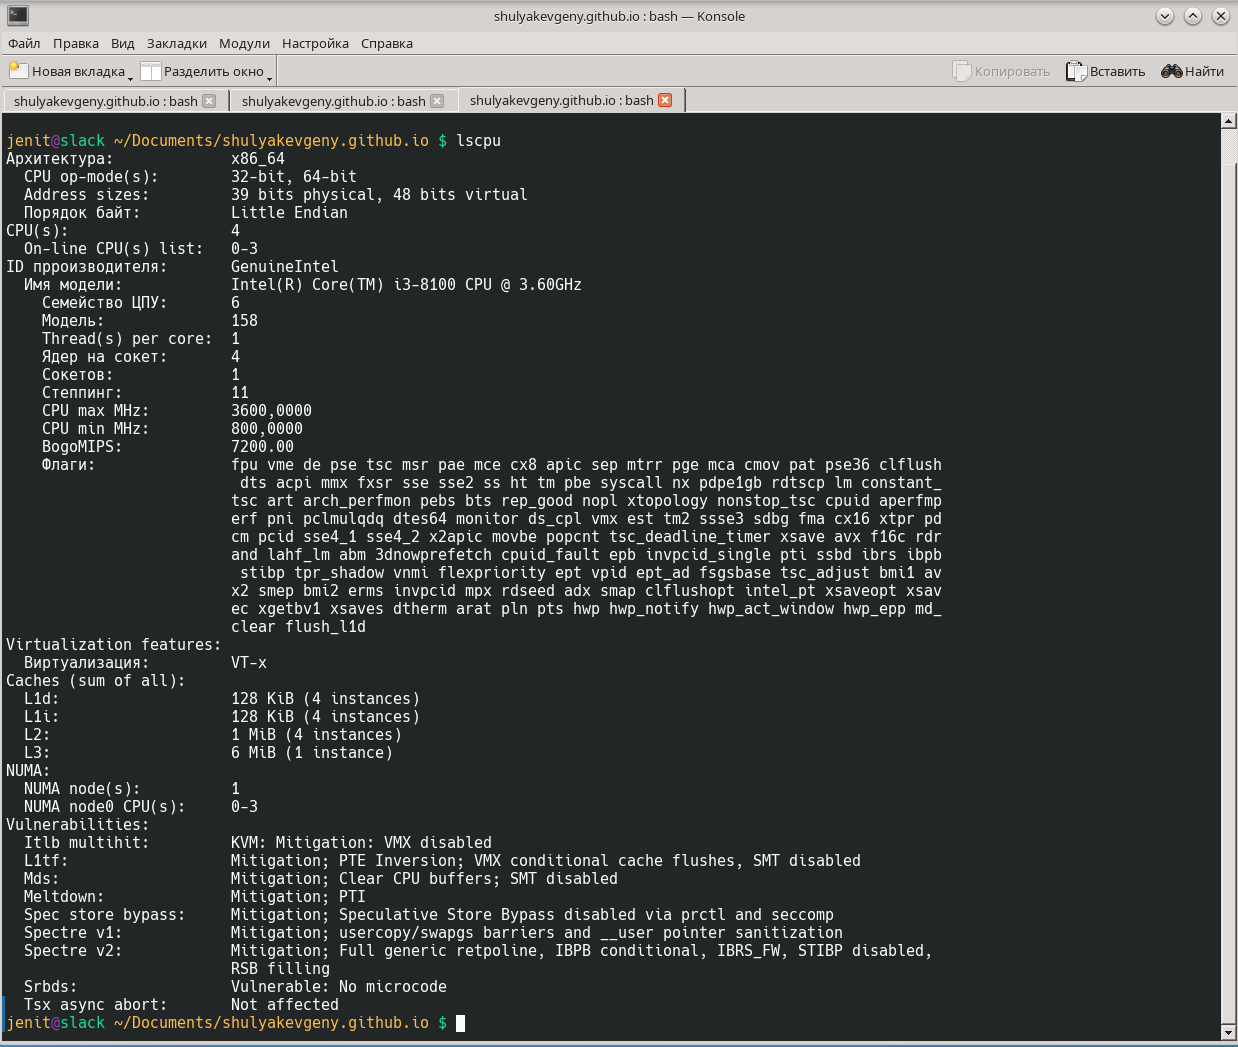 shulyakevgeny.github.io : bash — Konsole
Файл Правка Вид Закладки Модули Настройка Справка
Новая вкладка Разделить окно Копировать Вставить Найти
shulyakevgeny.github.io : bash shulyakevgeny.github.io : bash shulyakevgeny.github.io : bash
jenit@slack ~/Documents/shulyakevgeny.github.io $ lscpu
Архитектура: x86_64
CPU op-mode(s): 32-bit, 64-bit
Address sizes: 39 bits physical, 48 bits virtual
Порядок байт: Little Endian
CPU(s): 4
On-line CPU(s) list: 0-3
ID прроизводителя: GenuineIntel
Имя модели: Intel(R) Core(TM) i3-8100 CPU @ 3.60GHz
Семейство ЦПУ: 6
Модель: 158
Thread(s) per core: 1
Ядер на сокет: 4
Сокетов: 1
Степпинг: 11
CPU max MHz: 3600,0000
CPU min MHz: 800,0000
BogoMIPS: 7200.00
Флаги: fpu vme de pse tsc msr pae mce cx8 apic sep mtrr pge mca cmov pat pse36 clflush
dts acpi mmx fxsr sse sse2 ss ht tm pbe syscall nx pdpe1gb rdtscp lm constant_
tsc art arch_perfmon pebs bts rep_good nopl xtopology nonstop_tsc cpuid aperfmp
erf pni pclmulqdq dtes64 monitor ds_cpl vmx est tm2 ssse3 sdbg fma cx16 xtpr pd
cm pcid sse4_1 sse4_2 x2apic movbe popcnt tsc_deadline_timer xsave avx f16c rdr
and lahf_lm abm 3dnowprefetch cpuid_fault epb invpcid_single pti ssbd ibrs ibpb
stibp tpr_shadow vnmi flexpriority ept vpid ept_ad fsgsbase tsc_adjust bmi1 av
x2 smep bmi2 erms invpcid mpx rdseed adx smap clflushopt intel_pt xsaveopt xsav
ec xgetbv1 xsaves dtherm arat pln pts hwp hwp_notify hwp_act_window hwp_epp md_
clear flush_l1d
Virtualization features:
Виртуализация: VT-x
Caches (sum of all):
L1d: 128 KiB (4 instances)
L1i: 128 KiB (4 instances)
L2: 1 MiB (4 instances)
L3: 6 MiB (1 instance)
NUMA:
NUMA node(s): 1
NUMA node0 CPU(s): 0-3
Vulnerabilities:
Itlb multihit: KVM: Mitigation: VMX disabled
L1tf: Mitigation; PTE Inversion; VMX conditional cache flushes, SMT disabled
Mds: Mitigation; Clear CPU buffers; SMT disabled
Meltdown: Mitigation; PTI
Spec store bypass: Mitigation; Speculative Store Bypass disabled via prctl and seccomp
Spectre v1: Mitigation; usercopy/swapgs barriers and __user pointer sanitization
Spectre v2: Mitigation; Full generic retpoline, IBPB conditional, IBRS_FW, STIBP disabled,
RSB filling
Srbds: Vulnerable: No microcode
Tsx async abort: Not affected
jenit@slack ~/Documents/shulyakevgeny.github.io $